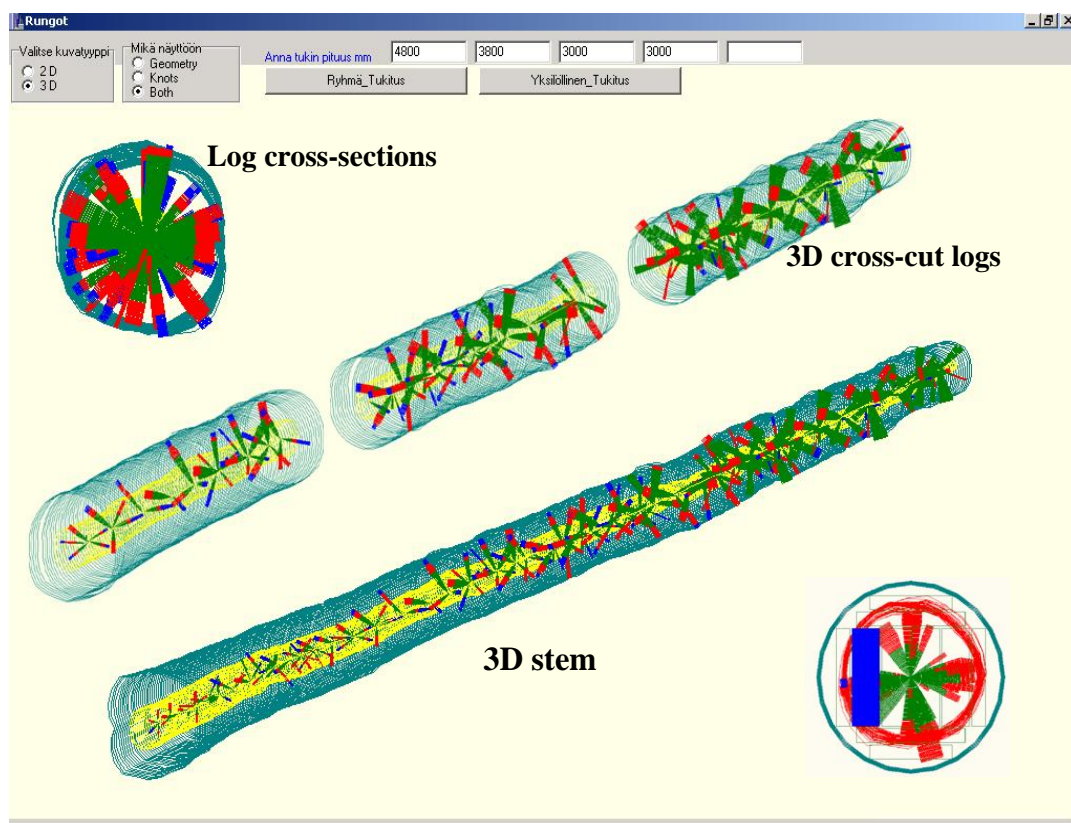 Rungot
Valitse kuvatyyppi
2 D
3 D
Mikä näyttöön
Geometry
Knots
Both
Anna tukin pituus mm
4800
3800
3000
3000
Ryhmä_Tukitus
Yksilöllinen_Tukitus
Log cross-sections
3D cross-cut logs
3D stem